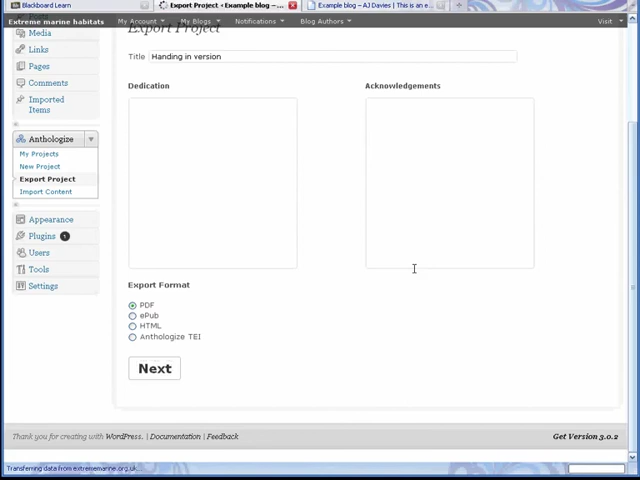 Blackboard Learn
Export Project ‹ Example blog — ...
Example blog – AJ Davies | This is an e...
Extreme marine habitats
My Account
My Blogs
Notifications
Blog Authors
Visit
Posts
Export Project
Media
Links
Pages
Comments
Imported
Items
Anthologize
My Projects
New Project
Export Project
Import Content
Appearance
Plugins 1
Users
Tools
Settings
Title Handing in version
Dedication
Acknowledgements
Export Format
PDF
ePub
HTML
Anthologize TEI
Next
Thank you for creating with WordPress. | Documentation | Feedback
Get Version 3.0.2
Transferring data from extrememarine.org.uk...